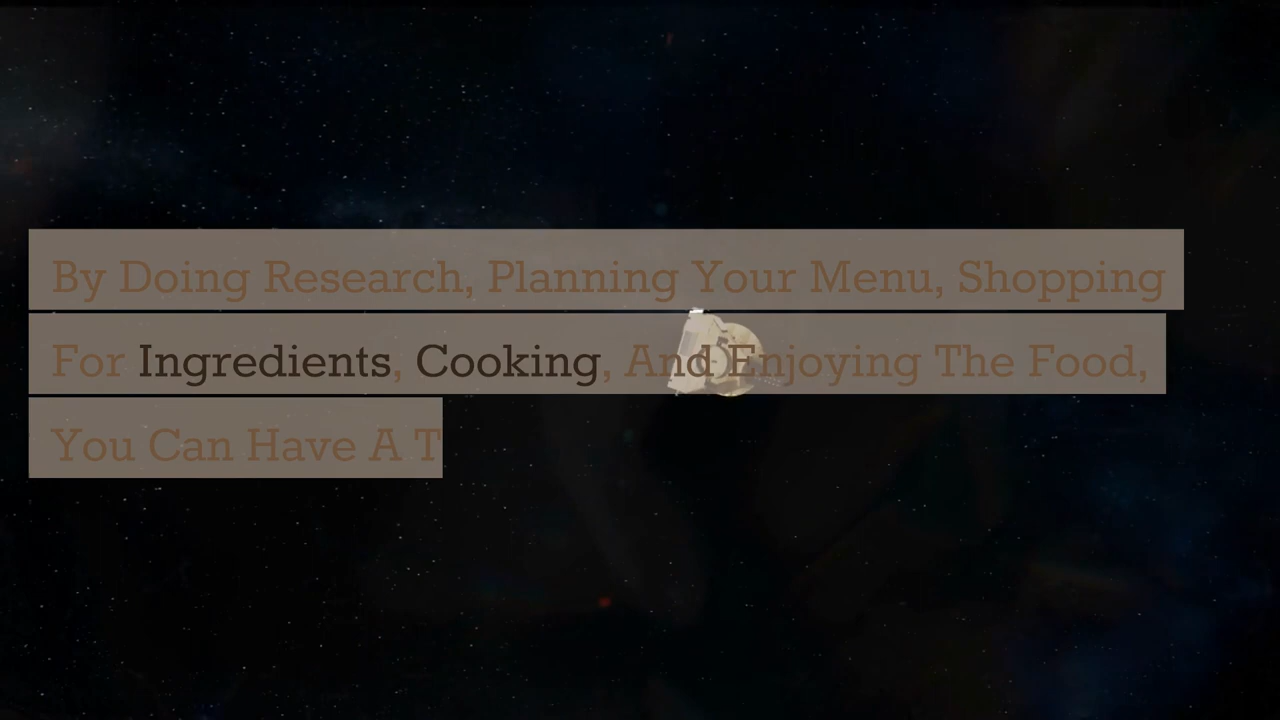 By Doing Research, Planning Your Menu, Shopping
For Ingredients, Cooking, And Enjoying The Food,
You Can Have A T